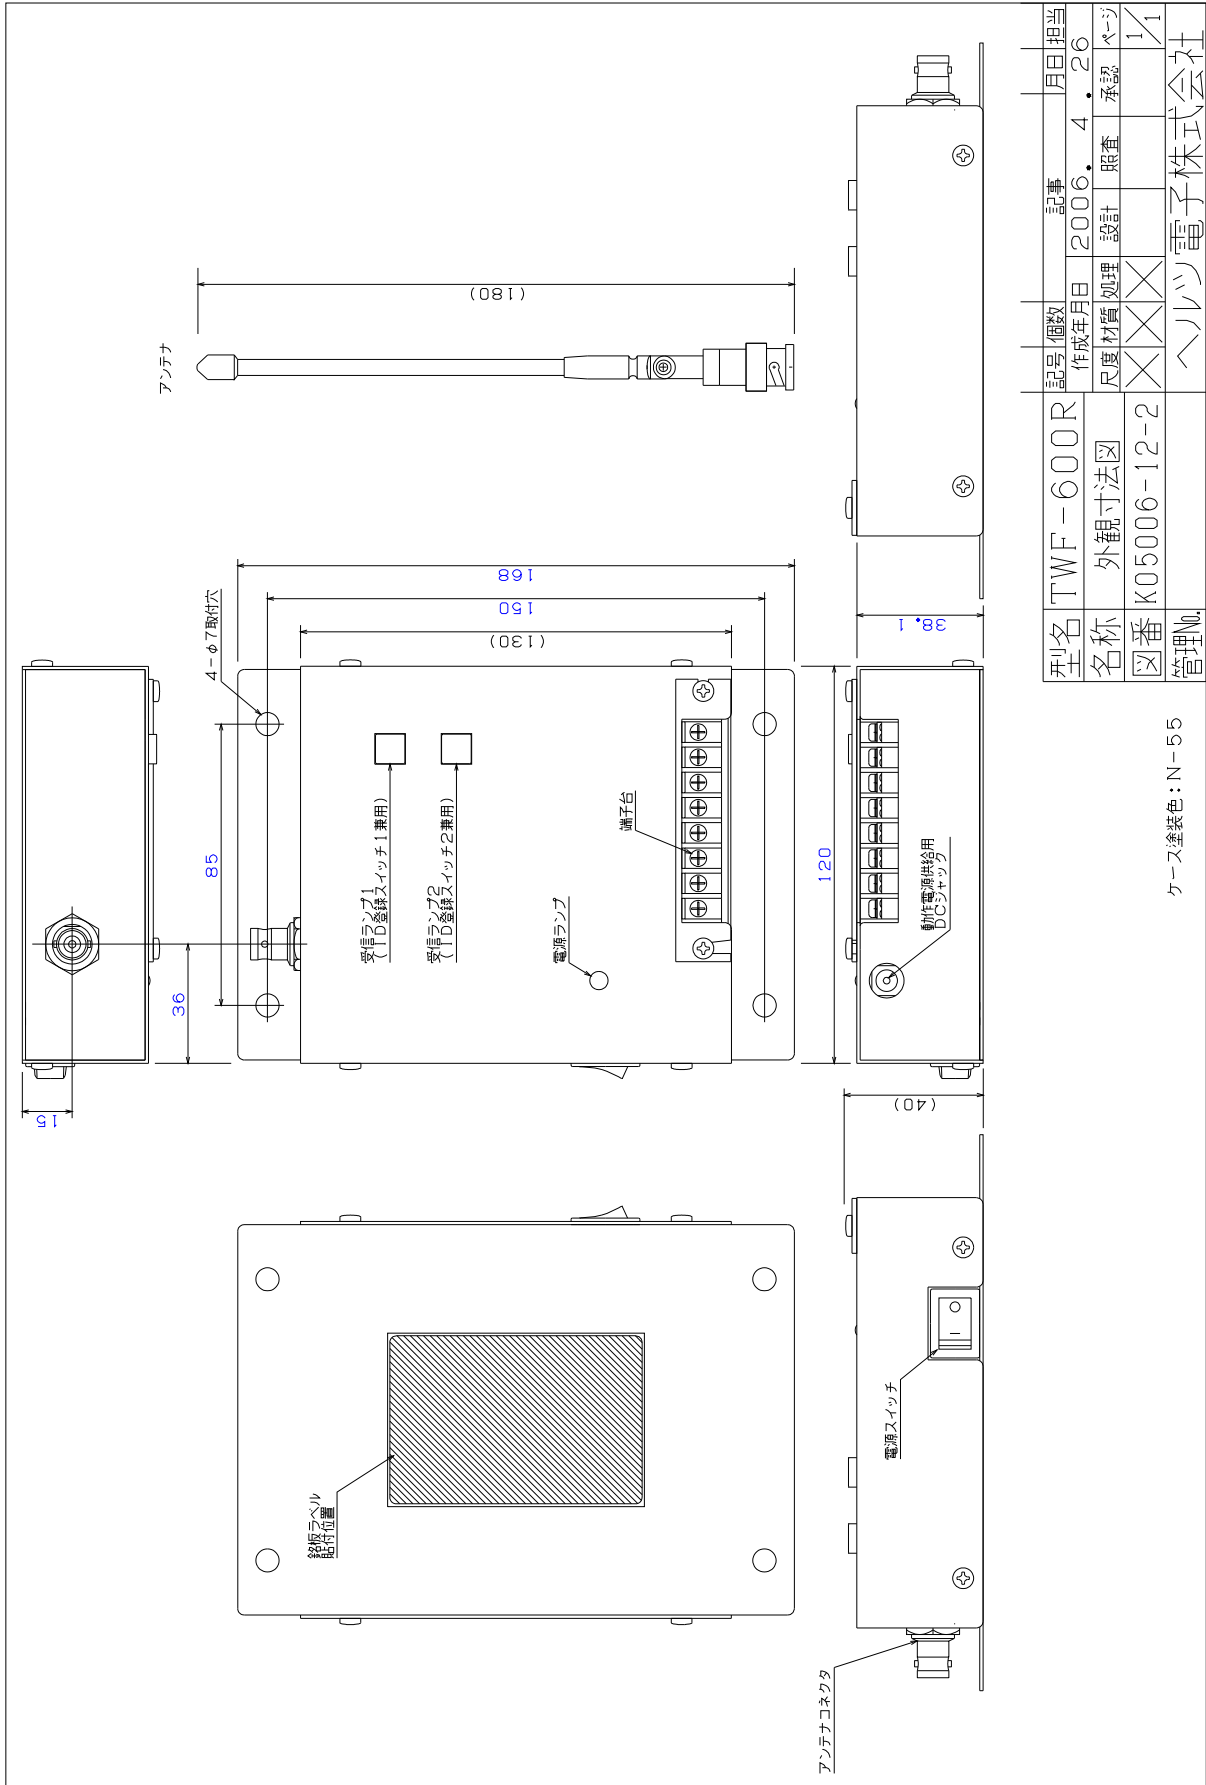 アンテナコネクタ
銘板ラベル
貼付位置
電源スイッチ
15
36
85
4-φ7取付穴
受信ランプ1
(ID登録スイッチ1兼用)
受信ランプ2
(ID登録スイッチ2兼用)
電源ランプ
端子台
168
150
(130)
120
(40)
38.1
動作電源供給用
DCジャック
アンテナ
(180)
ケース塗装色:N-55
記号
個数
記事
月日
担当
型名
TWF-600R
作成年月日
2006. 4. 26
名称
外観寸法図
尺度
材質
処理
設計
照査
承認
ページ
図番
K05006-12-2
1/1
管理No.
ヘルツ電子株式会社